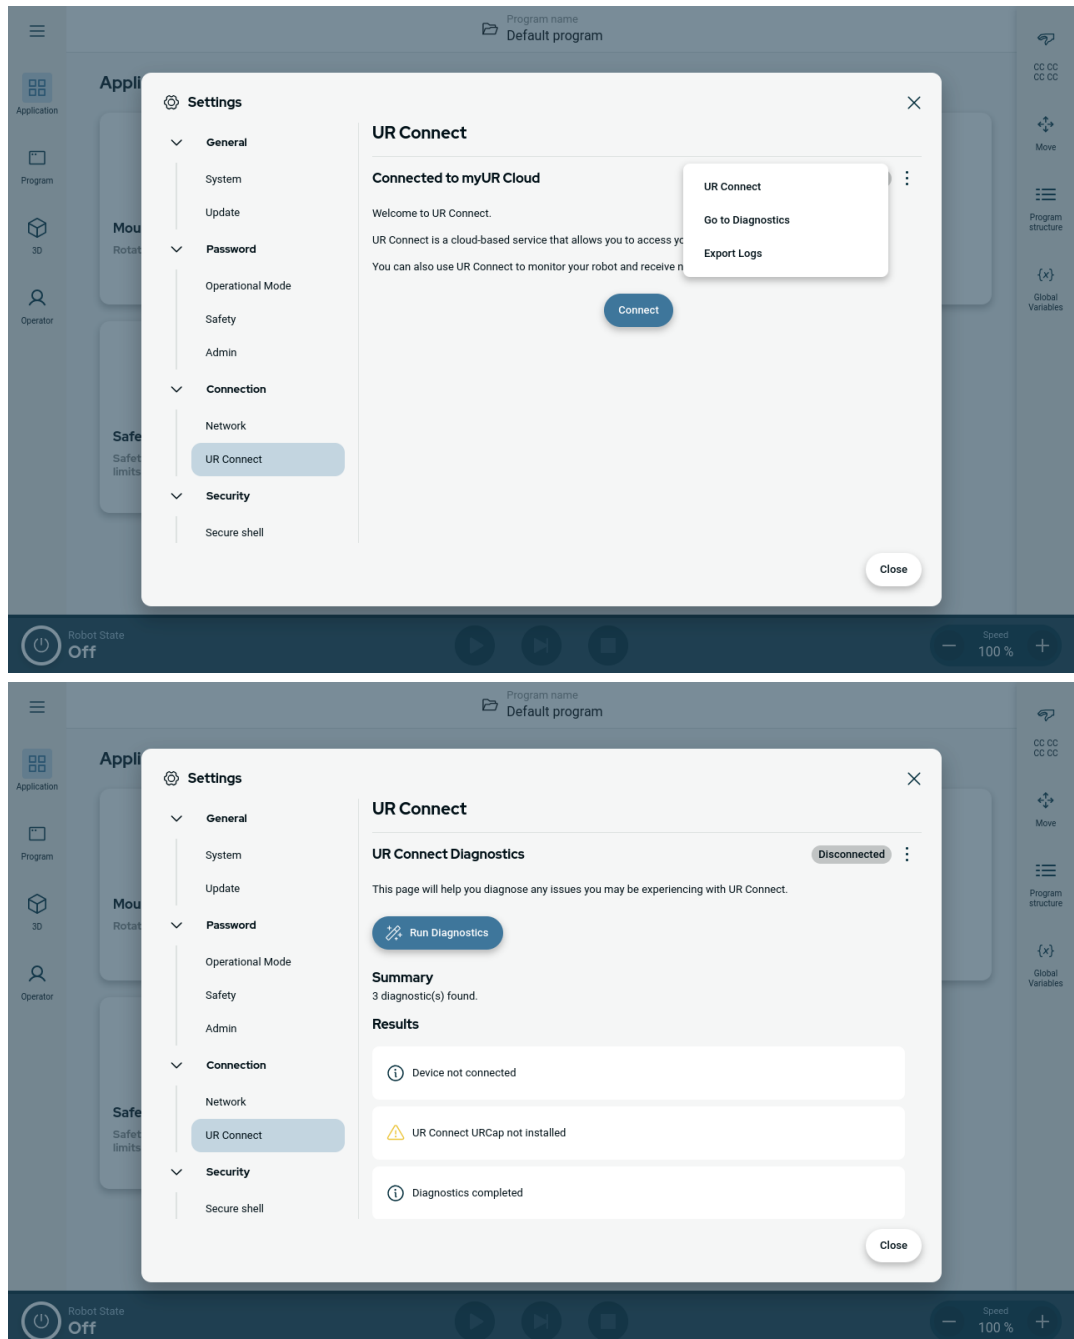 Program name
Default program
Application
Program
3D
Operator
Appli
Mou
Rotat
Safe
Safet
limits
Settings
General
System
Update
Password
Operational Mode
Safety
Admin
Connection
Network
UR Connect
Security
Secure shell
UR Connect
Connected to myUR Cloud
Welcome to UR Connect.
UR Connect is a cloud-based service that allows you to access yo
You can also use UR Connect to monitor your robot and receive n
UR Connect
Go to Diagnostics
Export Logs
Connect
Close
CC CC
CC CC
Move
Program
structure
{x}
Global
Variables
Robot State
Off
Speed
100 %
Program name
Default program
Application
Program
3D
Operator
Appli
Mou
Rotat
Safe
Safet
limits
Settings
General
System
Update
Password
Operational Mode
Safety
Admin
Connection
Network
UR Connect
Security
Secure shell
UR Connect
UR Connect Diagnostics
Disconnected
This page will help you diagnose any issues you may be experiencing with UR Connect.
Run Diagnostics
Summary
3 diagnostic(s) found.
Results
Device not connected
UR Connect URCap not installed
Diagnostics completed
Close
CC CC
CC CC
Move
Program
structure
{x}
Global
Variables
Robot State
Off
Speed
100 %